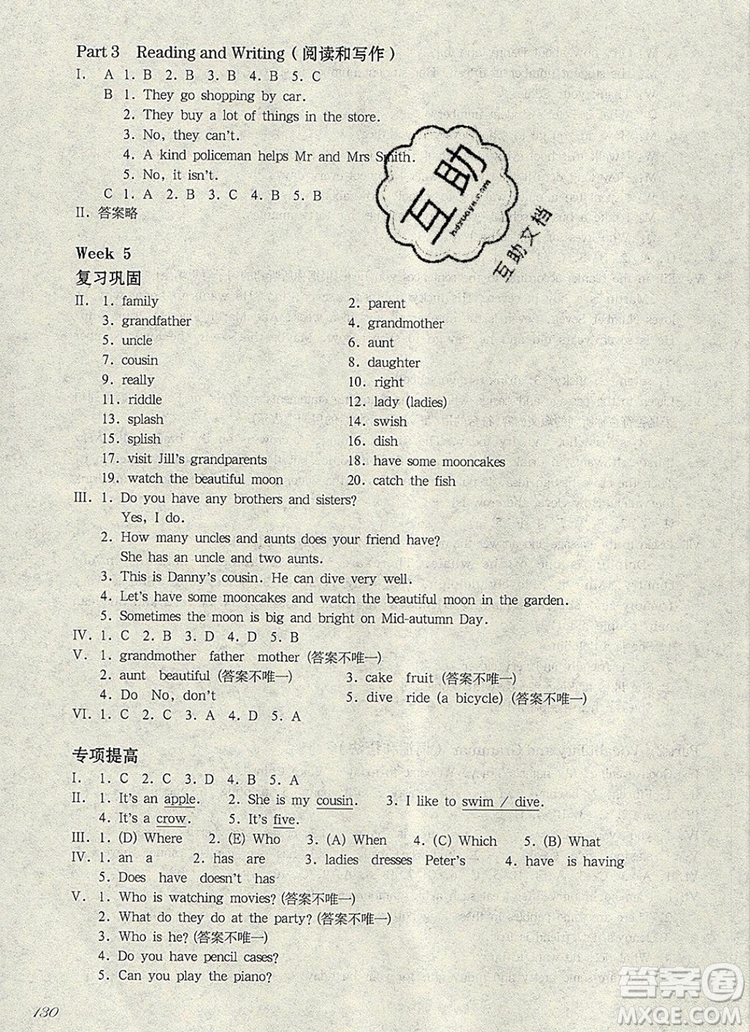 Part 3 Reading and Writing（阅读和写作）
I. A 1. B 2. B 3. B 4. B 5. C
B 1. They go shopping by car.
2. They buy a lot of things in the store.
3. No, they can't.
4. A kind policeman helps Mr and Mrs Smith.
5. No, it isn't.
C 1. B 2. A 3. A 4. A 5. B
II. 答案略
互助
hdzuoye.com
互助文档
Week 5
复习巩固
II. 1. family 2. parent
3. grandfather 4. grandmother
5. uncle 6. aunt
7. cousin 8. daughter
9. really 10. right
11. riddle 12. lady (ladies)
13. splash 14. swish
15. splish 16. dish
17. visit Jill's grandparents 18. have some mooncakes
19. watch the beautiful moon 20. catch the fish
III. 1. Do you have any brothers and sisters?
Yes, I do.
2. How many uncles and aunts does your friend have?
She has an uncle and two aunts.
3. This is Danny's cousin. He can dive very well.
4. Let's have some mooncakes and watch the beautiful moon in the garden.
5. Sometimes the moon is big and bright on Mid-autumn Day.
IV. 1. C 2. B 3. D 4. D 5. B
V. 1. grandmother father mother (答案不唯一)
2. aunt beautiful (答案不唯一) 3. cake fruit (答案不唯一)
4. Do No, don't 5. dive ride (a bicycle) (答案不唯一)
VI. 1. C 2. C 3. A 4. D 5. A
专项提高
I. 1. C 2. C 3. D 4. D 5. A
II. 1. It's an apple. 2. She is my cousin. 3. I like to swim / dive.
4. It's a crow. 5. It's five.
III. 1. (D) Where 2. (E) Who 3. (A) When 4. (C) Which 5. (B) What
IV. 1. an a 2. has are 3. ladies dresses Peter's 4. have is having
5. Does have doesn't has
V. 1. Who is watching movies? (答案不唯一)
2. What do they do at the party? (答案不唯一)
3. Who is he? (答案不唯一)
4. Do you have pencil cases?
5. Can you play the piano?
130
答案圈
MXQE.COM